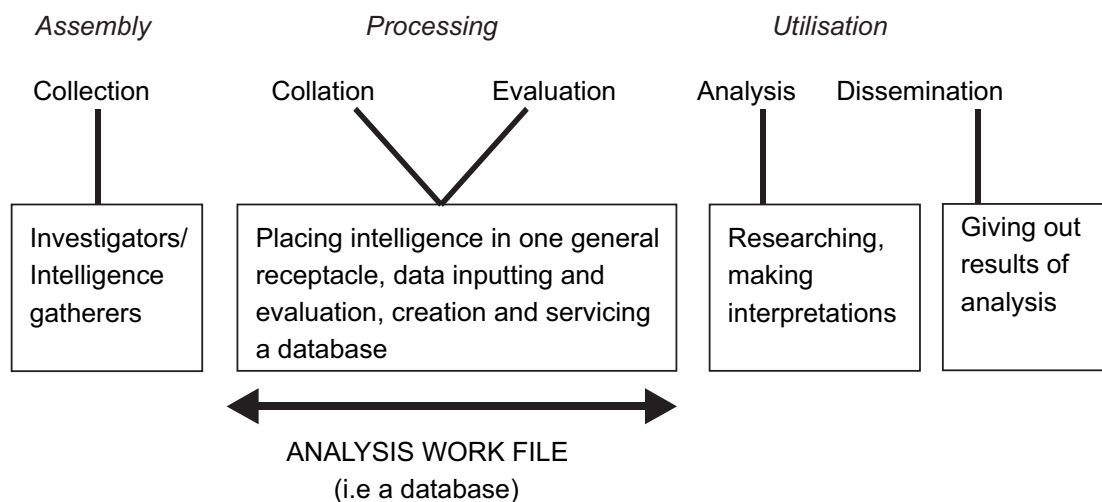 Assembly
Processing
Utilisation
Collection
Collation
Evaluation
Analysis
Dissemination
Investigators/
Intelligence
gatherers
Placing intelligence in one general
receptacle, data inputting and
evaluation, creation and servicing
a database
Researching,
making
interpretations
Giving out
results of
analysis
ANALYSIS WORK FILE
(i.e a database)